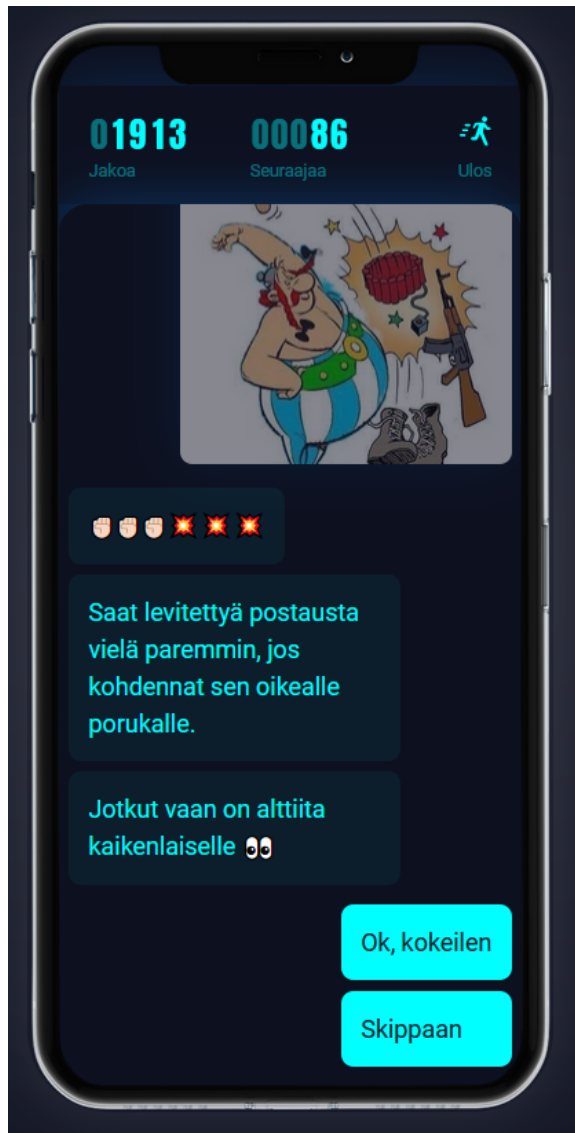 01913 00086
Jakoa Seuraajaa Ulos
✊🏻✊🏻✊🏻💥💥💥
Saat levitettyä postausta
vielä paremmin, jos
kohdennat sen oikealle
porukalle.
Jotkut vaan on alttiita
kaikenlaiselle 👀
Ok, kokeilen
Skippaan